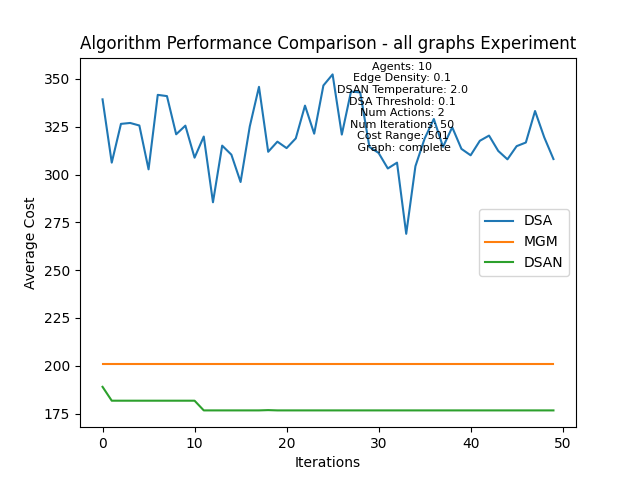 Algorithm Performance Comparison - all graphs Experiment
Agents: 10
Edge Density: 0.1
DSAN Temperature: 2.0
DSA Threshold: 0.1
Num Actions: 2
Num Iterations: 50
Cost Range: 501
Graph: complete
350
325
300
275
250
225
200
175
Average Cost
DSA
MGM
DSAN
0
10
20
30
40
50
Iterations